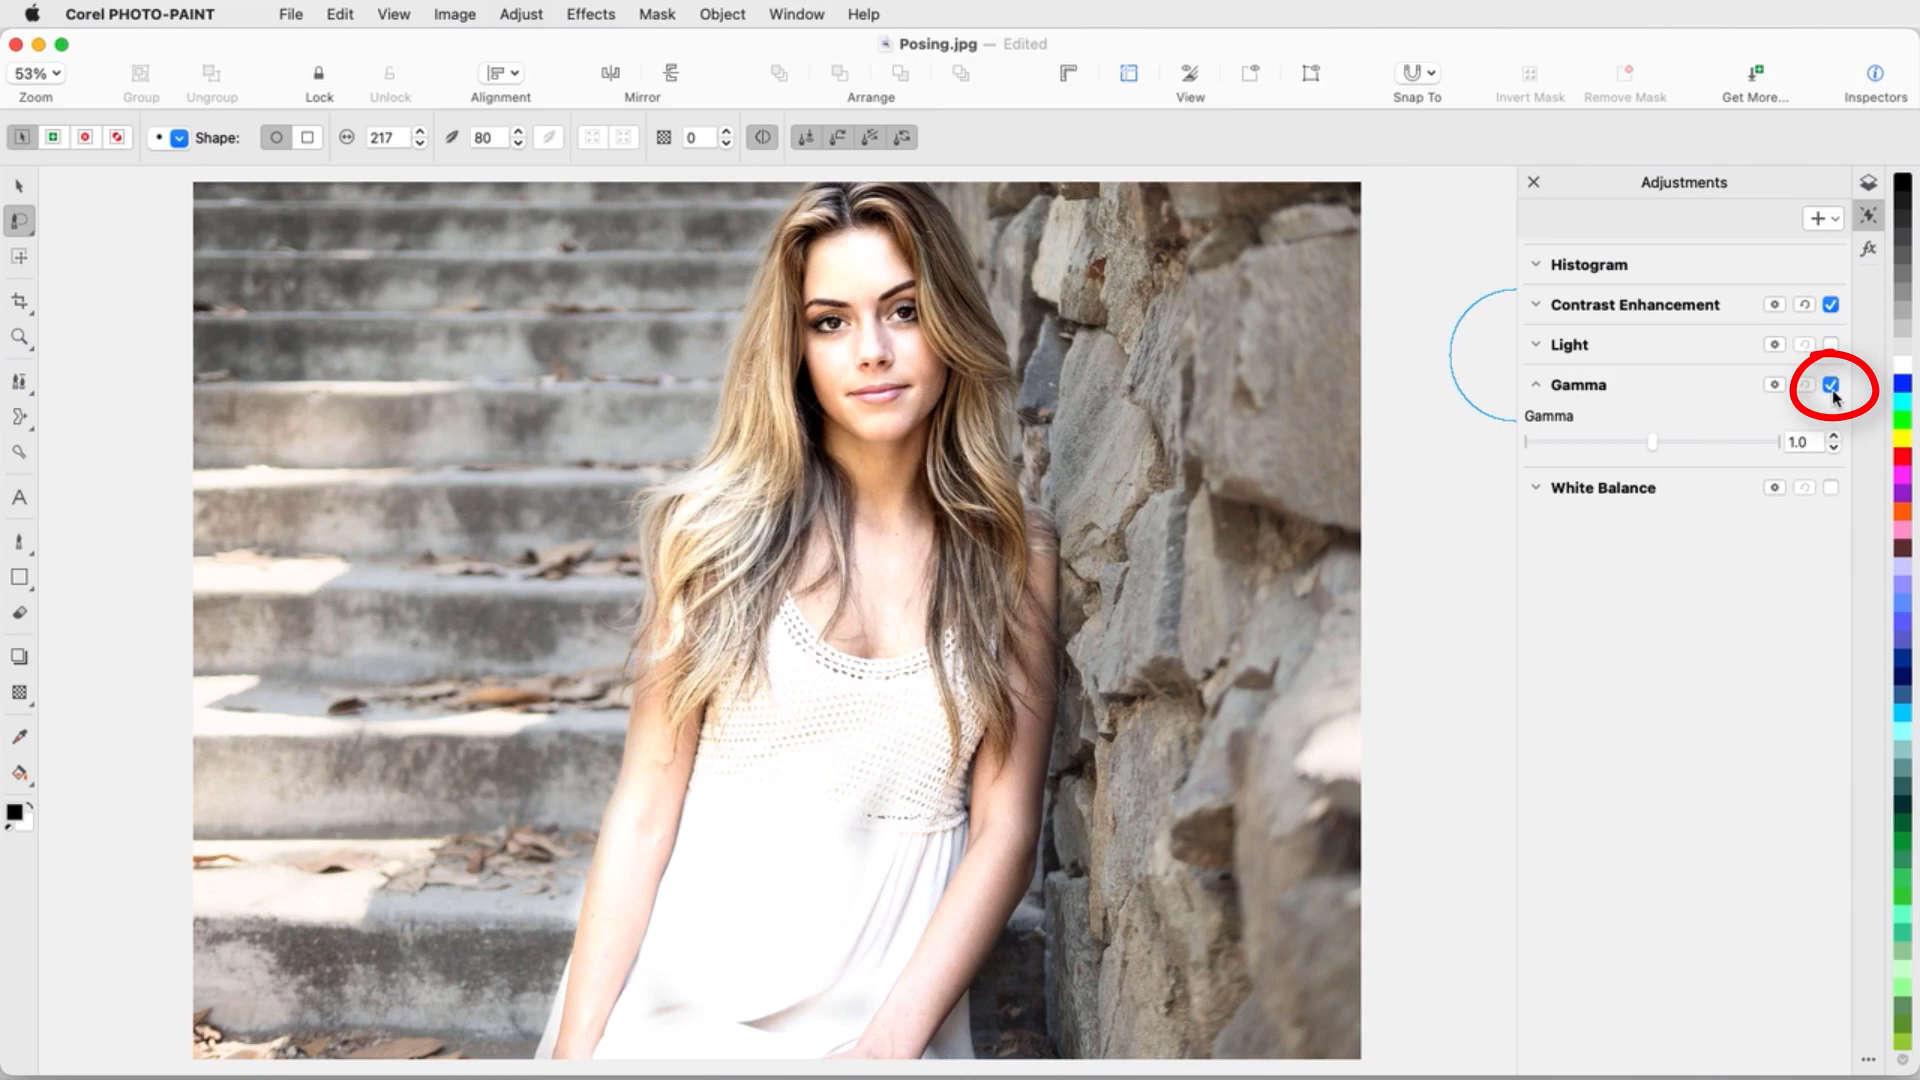 Corel PHOTO-PAINT File Edit View Image Adjust Effects Mask Object Window Help
Posing.jpg — Edited
53%
Zoom Group Ungroup Lock Unlock Alignment Mirror Arrange View Snap To Invert Mask Remove Mask Get More... Inspectors
Shape: 217 80 0
Adjustments
Histogram
Contrast Enhancement
Light
Gamma
Gamma
1.0
White Balance